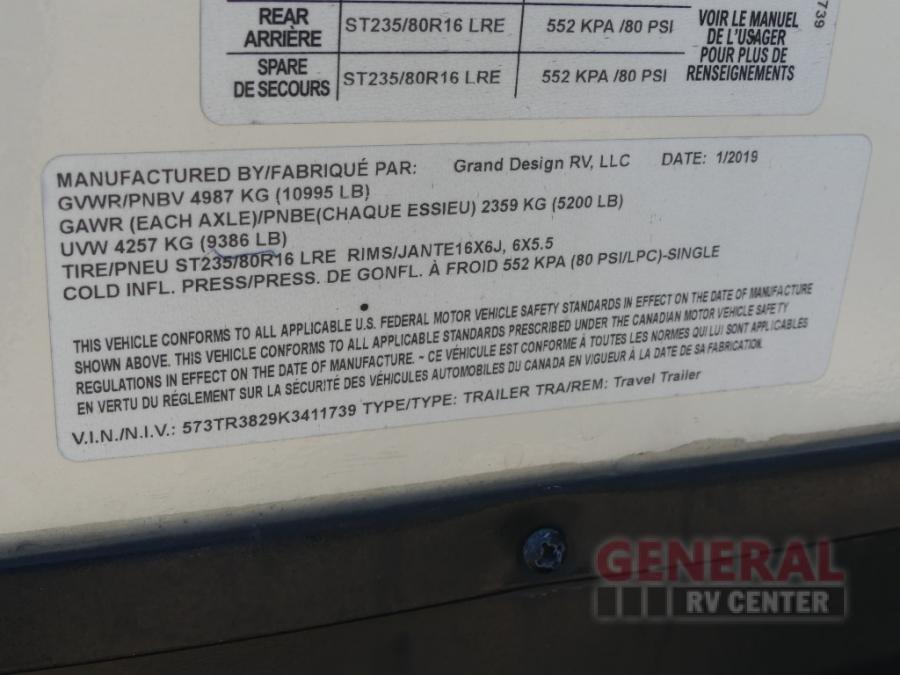 REAR
ARRIÈRE
ST235/80R16 LRE
552 KPA /80 PSI
SPARE
DE SECOURS
ST235/80R16 LRE
552 KPA /80 PSI
VOIR LE MANUEL
DE L'USAGER
POUR PLUS DE
RENSEIGNEMENTS
739
MANUFACTURED BY/FABRIQUÉ PAR: Grand Design RV, LLC DATE: 1/2019
GVWR/PNBV 4987 KG (10995 LB)
GAWR (EACH AXLE)/PNBE(CHAQUE ESSIEU) 2359 KG (5200 LB)
UVW 4257 KG (9386 LB)
TIRE/PNEU ST235/80R16 LRE RIMS/JANTE16X6J, 6X5.5
COLD INFL. PRESS/PRESS. DE GONFL. À FROID 552 KPA (80 PSI/LPC)-SINGLE
THIS VEHICLE CONFORMS TO ALL APPLICABLE U.S. FEDERAL MOTOR VEHICLE SAFETY STANDARDS IN EFFECT ON THE DATE OF MANUFACTURE
SHOWN ABOVE. THIS VEHICLE CONFORMS TO ALL APPLICABLE STANDARDS PRESCRIBED UNDER THE CANADIAN MOTOR VEHICLE SAFETY
REGULATIONS IN EFFECT ON THE DATE OF MANUFACTURE. - CE VÉHICULE EST CONFORME À TOUTES LES NORMES QUI LUI SONT APPLICABLES
EN VERTU DU RÉGLEMENT SUR LA SÉCURITÉ DES VÉHICULES AUTOMOBILES DU CANADA EN VIGUEUR À LA DATE DE SA FABRICATION.
V.I.N./N.I.V.: 573TR3829K3411739 TYPE/TYPE: TRAILER TRA/REM: Travel Trailer
GENERAL
RV CENTER